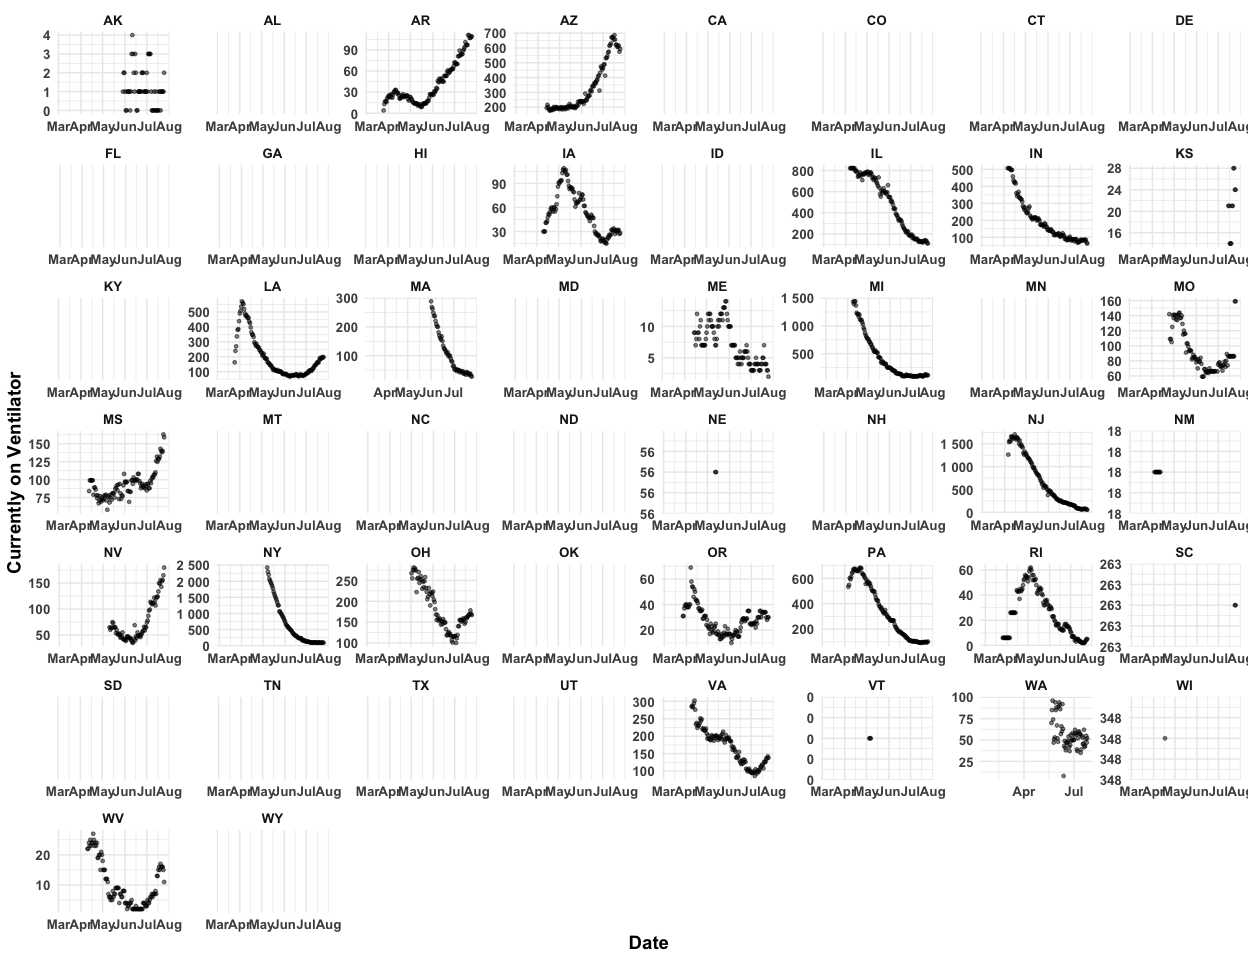 AK AL AR AZ CA CO CT DE
4 3 2 1 0
90 60 30 0
700 600 500 400 300 200
MarAprMayJunJulAug MarAprMayJunJulAug MarAprMayJunJulAug MarAprMayJunJulAug MarAprMayJunJulAug MarAprMayJunJulAug MarAprMayJunJulAug MarAprMayJunJulAug
FL GA HI IA ID IL IN KS
90 60 30
800 600 400 200
500 400 300 200 100
28 24 20 16
MarAprMayJunJulAug MarAprMayJunJulAug MarAprMayJunJulAug MarAprMayJunJulAug MarAprMayJunJulAug MarAprMayJunJulAug MarAprMayJunJulAug MarAprMayJunJulAug
KY LA MA MD ME MI MN MO
500 400 300 200 100
300 200 100
10 5
1 500 1 000 500
160 140 120 100 80 60
MarAprMayJunJulAug MarAprMayJunJulAug AprMayJun Jul MarAprMayJunJulAug MarAprMayJunJulAug MarAprMayJunJulAug MarAprMayJunJulAug MarAprMayJunJulAug
Currently on Ventilator
MS MT NC ND NE NH NJ NM
150 125 100 75
56 56 56 56
1 500 1 000 500 0
18 18 18 18 18
MarAprMayJunJulAug MarAprMayJunJulAug MarAprMayJunJulAug MarAprMayJunJulAug MarAprMayJunJulAug MarAprMayJunJulAug MarAprMayJunJulAug MarAprMayJunJulAug
NV NY OH OK OR PA RI SC
150 100 50
2 500 2 000 1 500 1 000 500 0
250 200 150 100
60 40 20
600 400 200
60 40 20 0
263 263 263 263 263
MarAprMayJunJulAug MarAprMayJunJulAug MarAprMayJunJulAug MarAprMayJunJulAug MarAprMayJunJulAug MarAprMayJunJulAug MarAprMayJunJulAug MarAprMayJunJulAug
SD TN TX UT VA VT WA WI
300 250 200 150 100
0 0 0 0 0
100 75 50 25
348 348 348 348
MarAprMayJunJulAug MarAprMayJunJulAug MarAprMayJunJulAug MarAprMayJunJulAug MarAprMayJunJulAug MarAprMayJunJulAug Apr Jul MarAprMayJunJulAug
WV WY
20 10
MarAprMayJunJulAug MarAprMayJunJulAug
Date